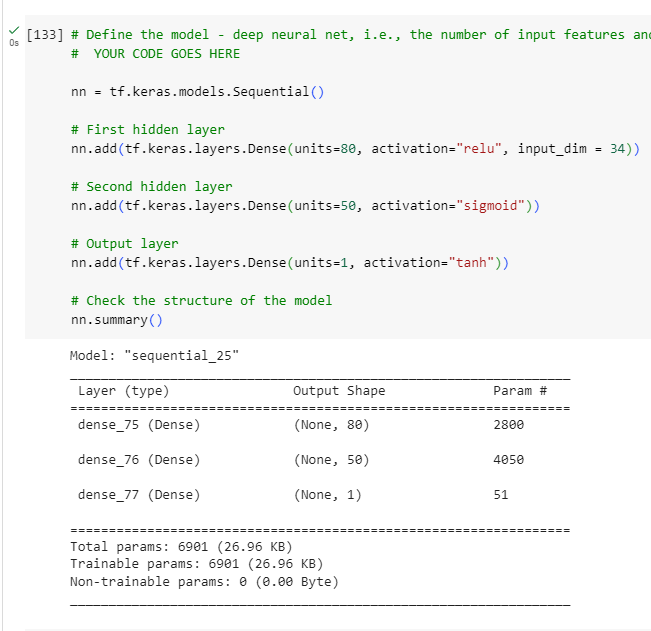 [133] # Define the model - deep neural net, i.e., the number of input features and
0s
# YOUR CODE GOES HERE
nn = tf.keras.models.Sequential()
# First hidden layer
nn.add(tf.keras.layers.Dense(units=80, activation="relu", input_dim = 34))
# Second hidden layer
nn.add(tf.keras.layers.Dense(units=50, activation="sigmoid"))
# Output layer
nn.add(tf.keras.layers.Dense(units=1, activation="tanh"))
# Check the structure of the model
nn.summary()
Model: "sequential_25"
_________________________________________________________________
Layer (type) Output Shape Param #
=================================================================
dense_75 (Dense) (None, 80) 2800
dense_76 (Dense) (None, 50) 4050
dense_77 (Dense) (None, 1) 51
=================================================================
Total params: 6901 (26.96 KB)
Trainable params: 6901 (26.96 KB)
Non-trainable params: 0 (0.00 Byte)
_________________________________________________________________